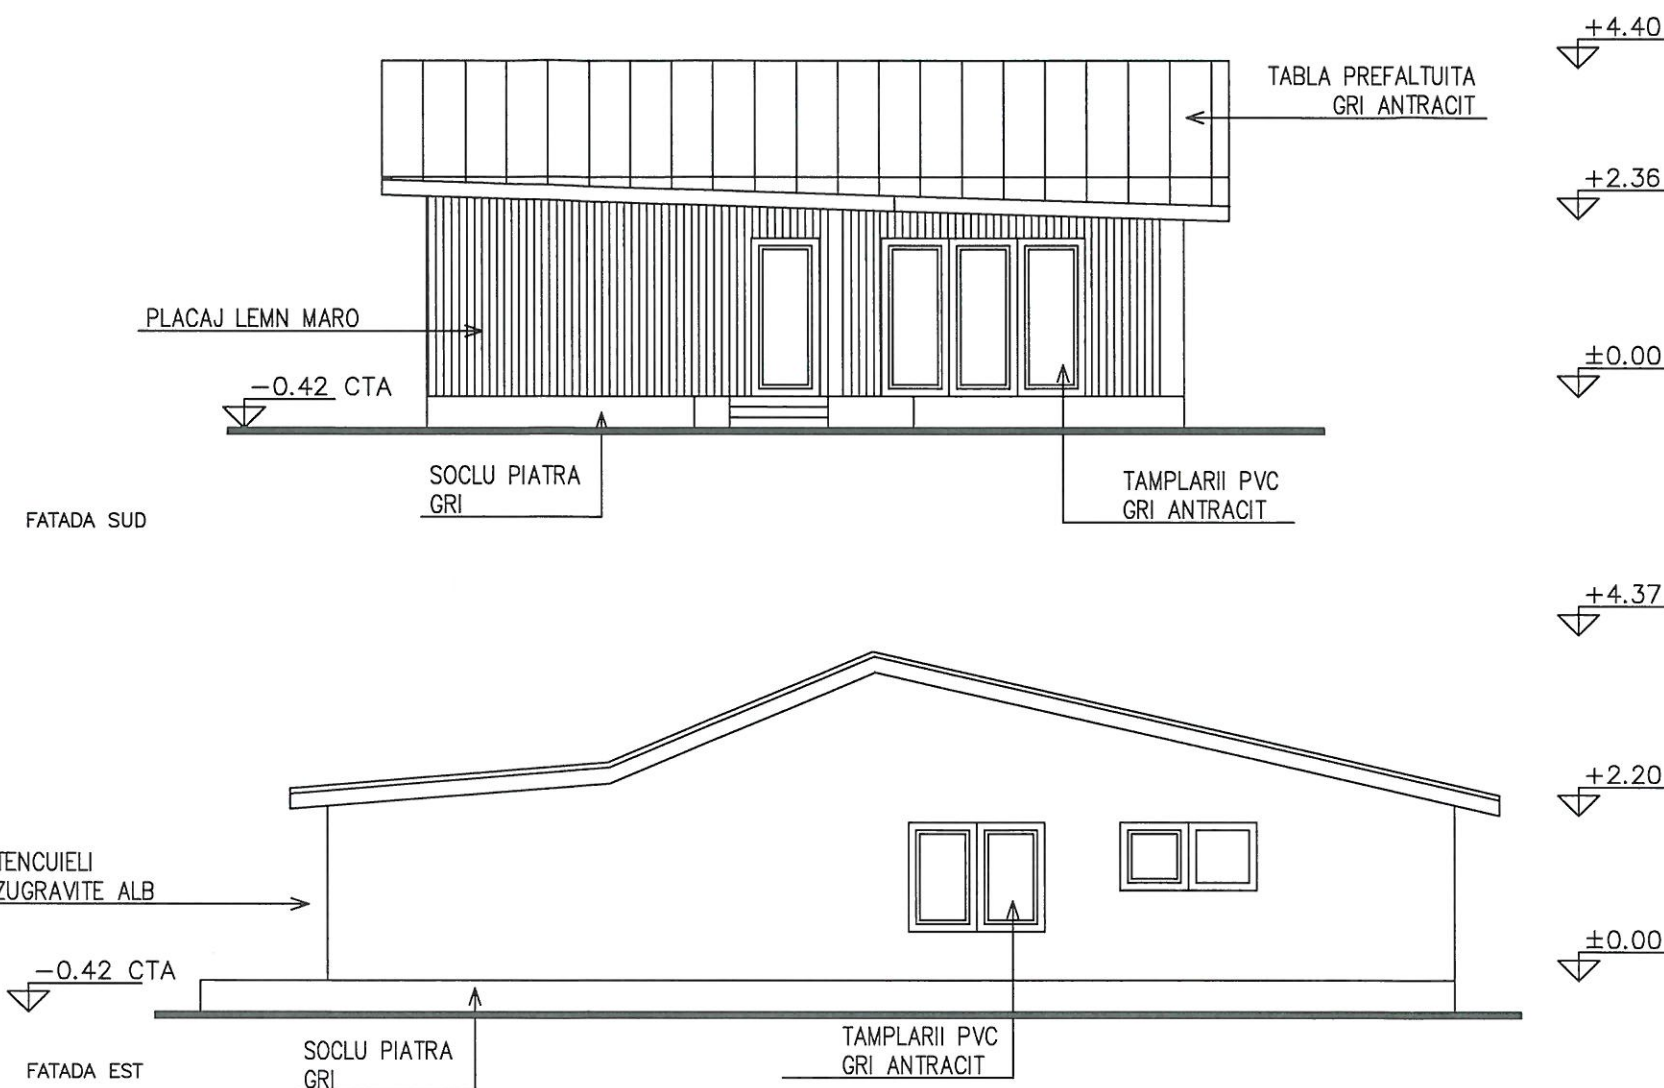 +4.40
TABLA PREFALTUITA
GRI ANTRACIT
+2.36
PLACAJ LEMN MARO
±0.00
-0.42 CTA
SOCLU PIATRA
GRI
TAMPLARII PVC
GRI ANTRACIT
FATADA SUD
+4.37
+2.20
TENCUIELI
ZUGRAVITE ALB
±0.00
-0.42 CTA
SOCLU PIATRA
GRI
TAMPLARII PVC
GRI ANTRACIT
FATADA EST